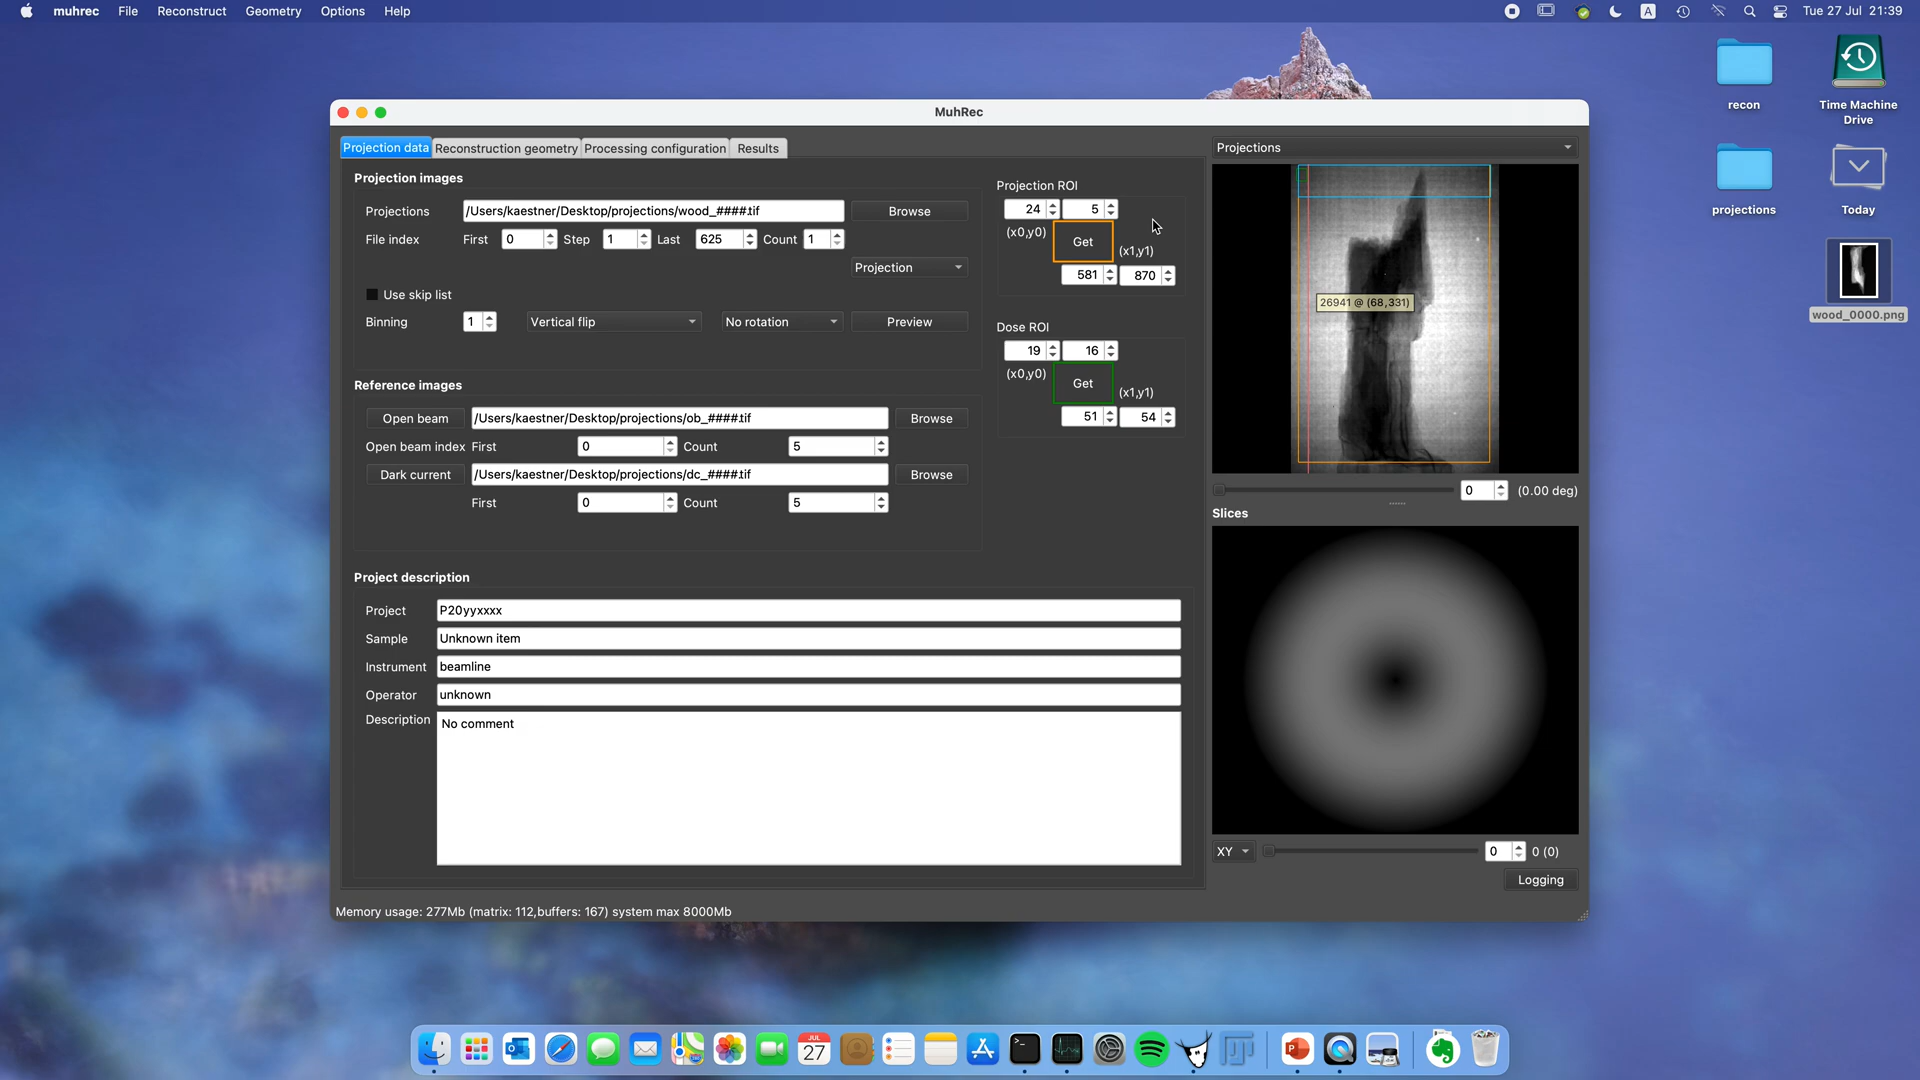 muhrec File Reconstruct Geometry Options Help
A
Tue 27 Jul 21:39
recon
Time Machine
Drive
projections
Today
wood_0000.png
MuhRec
Projection data Reconstruction geometry Processing configuration Results
Projection images
Projections /Users/kaestner/Desktop/projections/wood_####.tif Browse
File index First 0 Step 1 Last 625 Count 1
Projection
Use skip list
Binning 1 Vertical flip No rotation Preview
Reference images
Open beam /Users/kaestner/Desktop/projections/ob_####.tif Browse
Open beam index First 0 Count 5
Dark current /Users/kaestner/Desktop/projections/dc_####.tif Browse
First 0 Count 5
Project description
Project P20yyxxxx
Sample Unknown item
Instrument beamline
Operator unknown
Description No comment
Projection ROI
24 5
(x0,y0) Get (x1,y1)
581 870
Dose ROI
19 16
(x0,y0) Get (x1,y1)
51 54
Projections
26941 @ (68,331)
0 (0.00 deg)
Slices
XY 0 0 (0)
Logging
Memory usage: 277Mb (matrix: 112,buffers: 167) system max 8000Mb
JUL
27